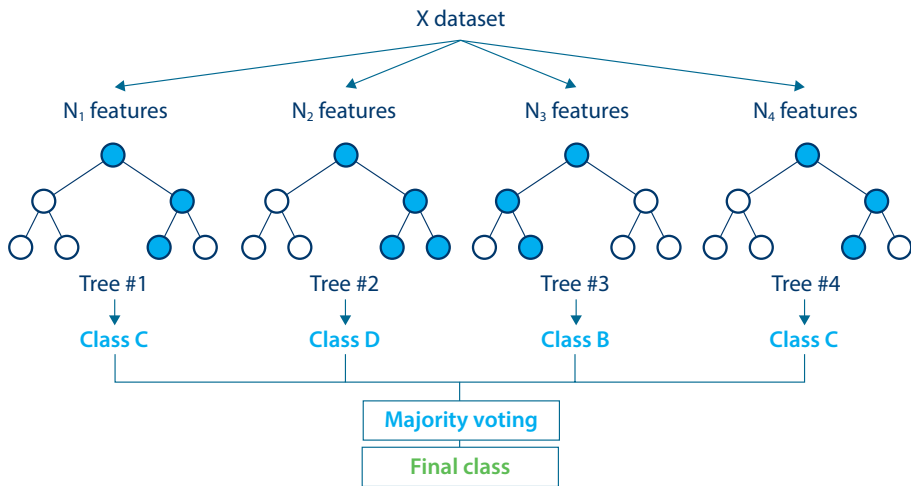 X dataset
N₁ features
N₂ features
N₃ features
N₄ features
Tree #1
Tree #2
Tree #3
Tree #4
Class C
Class D
Class B
Class C
Majority voting
Final class